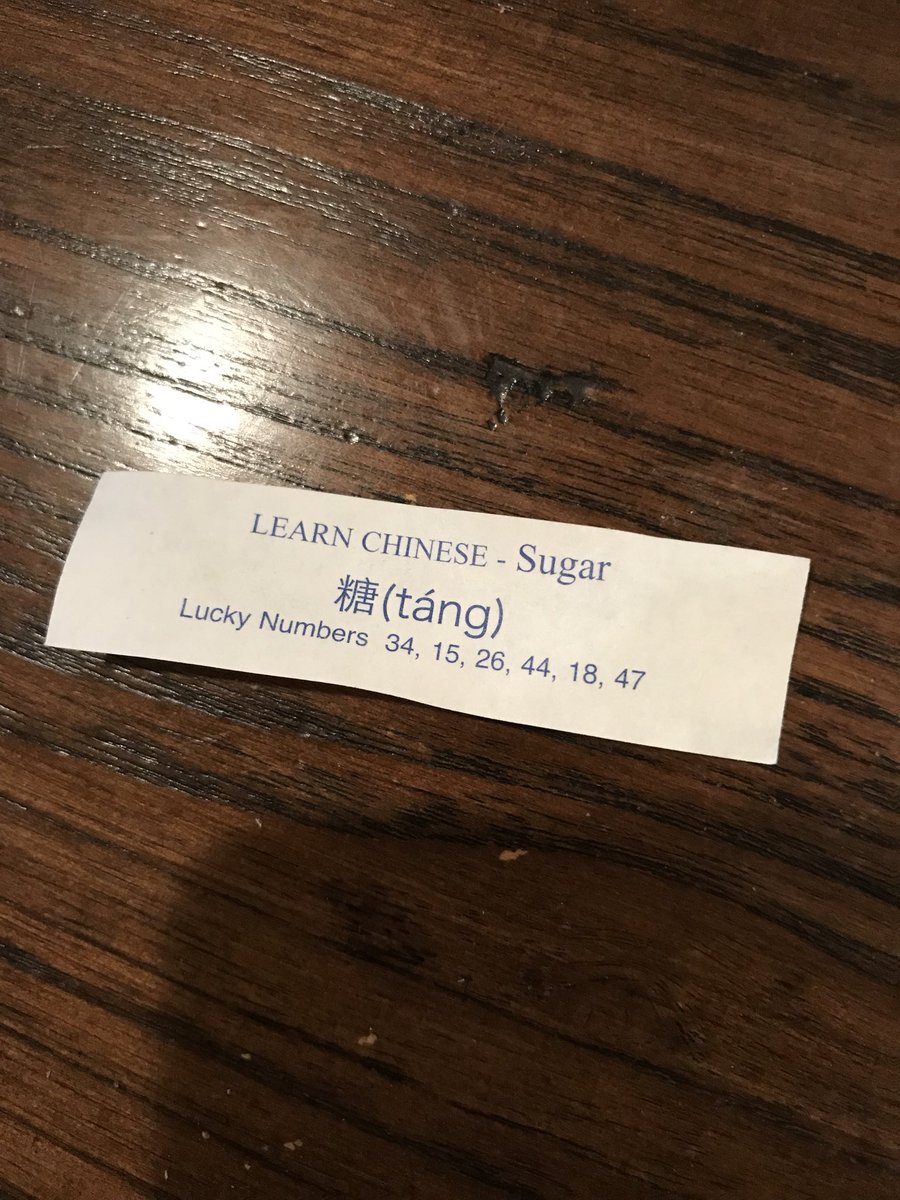 LEARN CHINESE - Sugar
糖(táng)
Lucky Numbers 34, 15, 26, 44, 18, 47